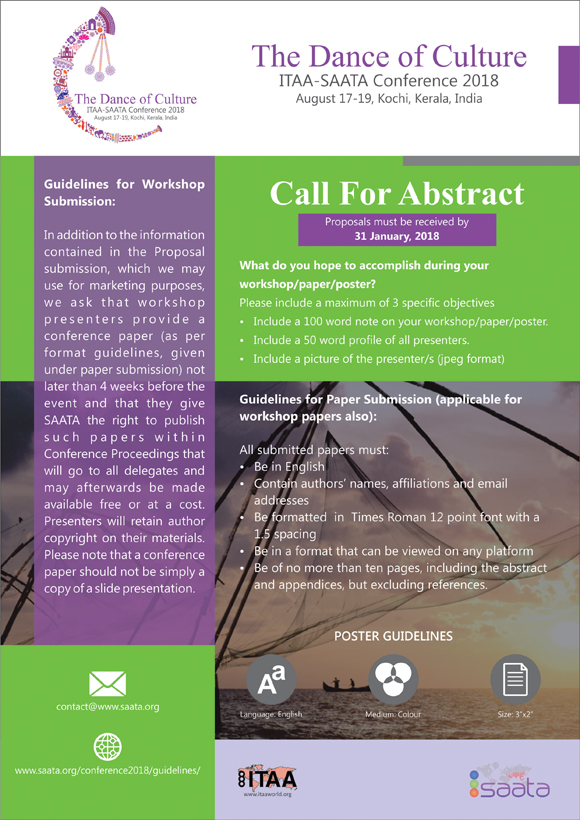 The Dance of Culture
ITAA-SAATA Conference 2018
August 17-19, Kochi, Kerala, India
The Dance of Culture
ITAA-SAATA Conference 2018
August 17-19, Kochi, Kerala, India
Guidelines for Workshop
Submission:
In addition to the information
contained in the Proposal
submission, which we may
use for marketing purposes,
we ask that workshop
presenters provide a
conference paper (as per
format guidelines, given
under paper submission) not
later than 4 weeks before the
event and that they give
SAATA the right to publish
such papers within
Conference Proceedings that
will go to all delegates and
may afterwards be made
available free or at a cost.
Presenters will retain author
copyright on their materials.
Please note that a conference
paper should not be simply a
copy of a slide presentation.
contact@www.saata.org
www.saata.org/conference2018/guidelines/
Call For Abstract
Proposals must be received by
31 January, 2018
What do you hope to accomplish during your
workshop/paper/poster?
Please include a maximum of 3 specific objectives
• Include a 100 word note on your workshop/paper/poster.
• Include a 50 word profile of all presenters.
• Include a picture of the presenter/s (jpeg format)
Guidelines for Paper Submission (applicable for
workshop papers also):
All submitted papers must:
• Be in English
• Contain authors' names, affiliations and email
addresses
• Be formatted in Times Roman 12 point font with a
1.5 spacing
• Be in a format that can be viewed on any platform
• Be of no more than ten pages, including the abstract
and appendices, but excluding references.
POSTER GUIDELINES
Aa
Language: English
Medium: Colour
Size: 3"x2"
ITAA
www.itaaworld.org
saata